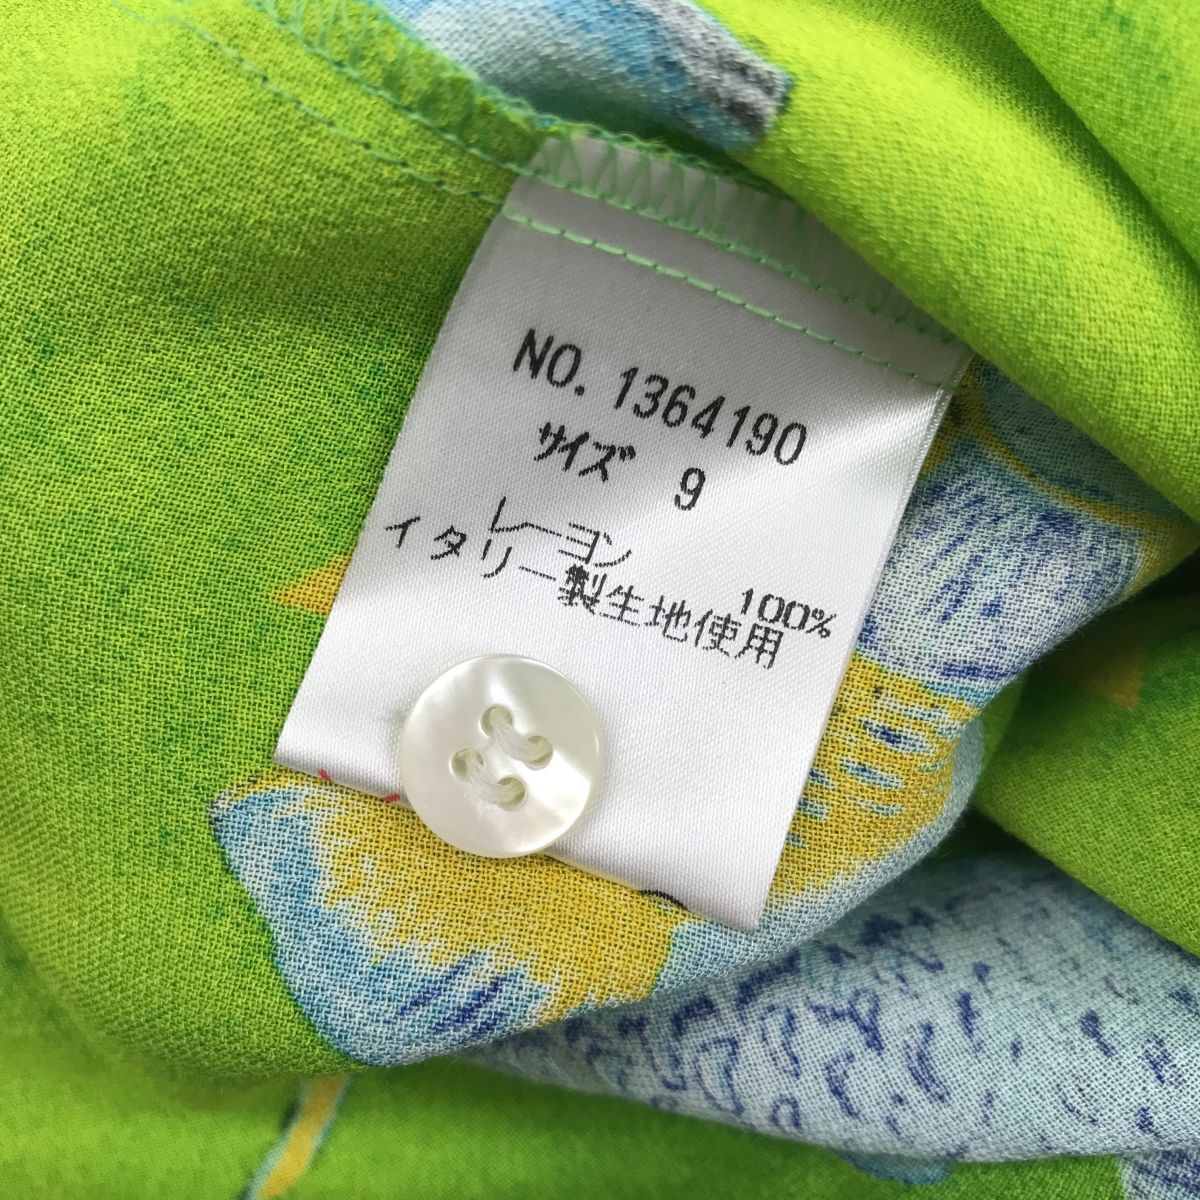 NO. 1364190
サイズ 9
レーヨン 100%
イタリー製生地使用